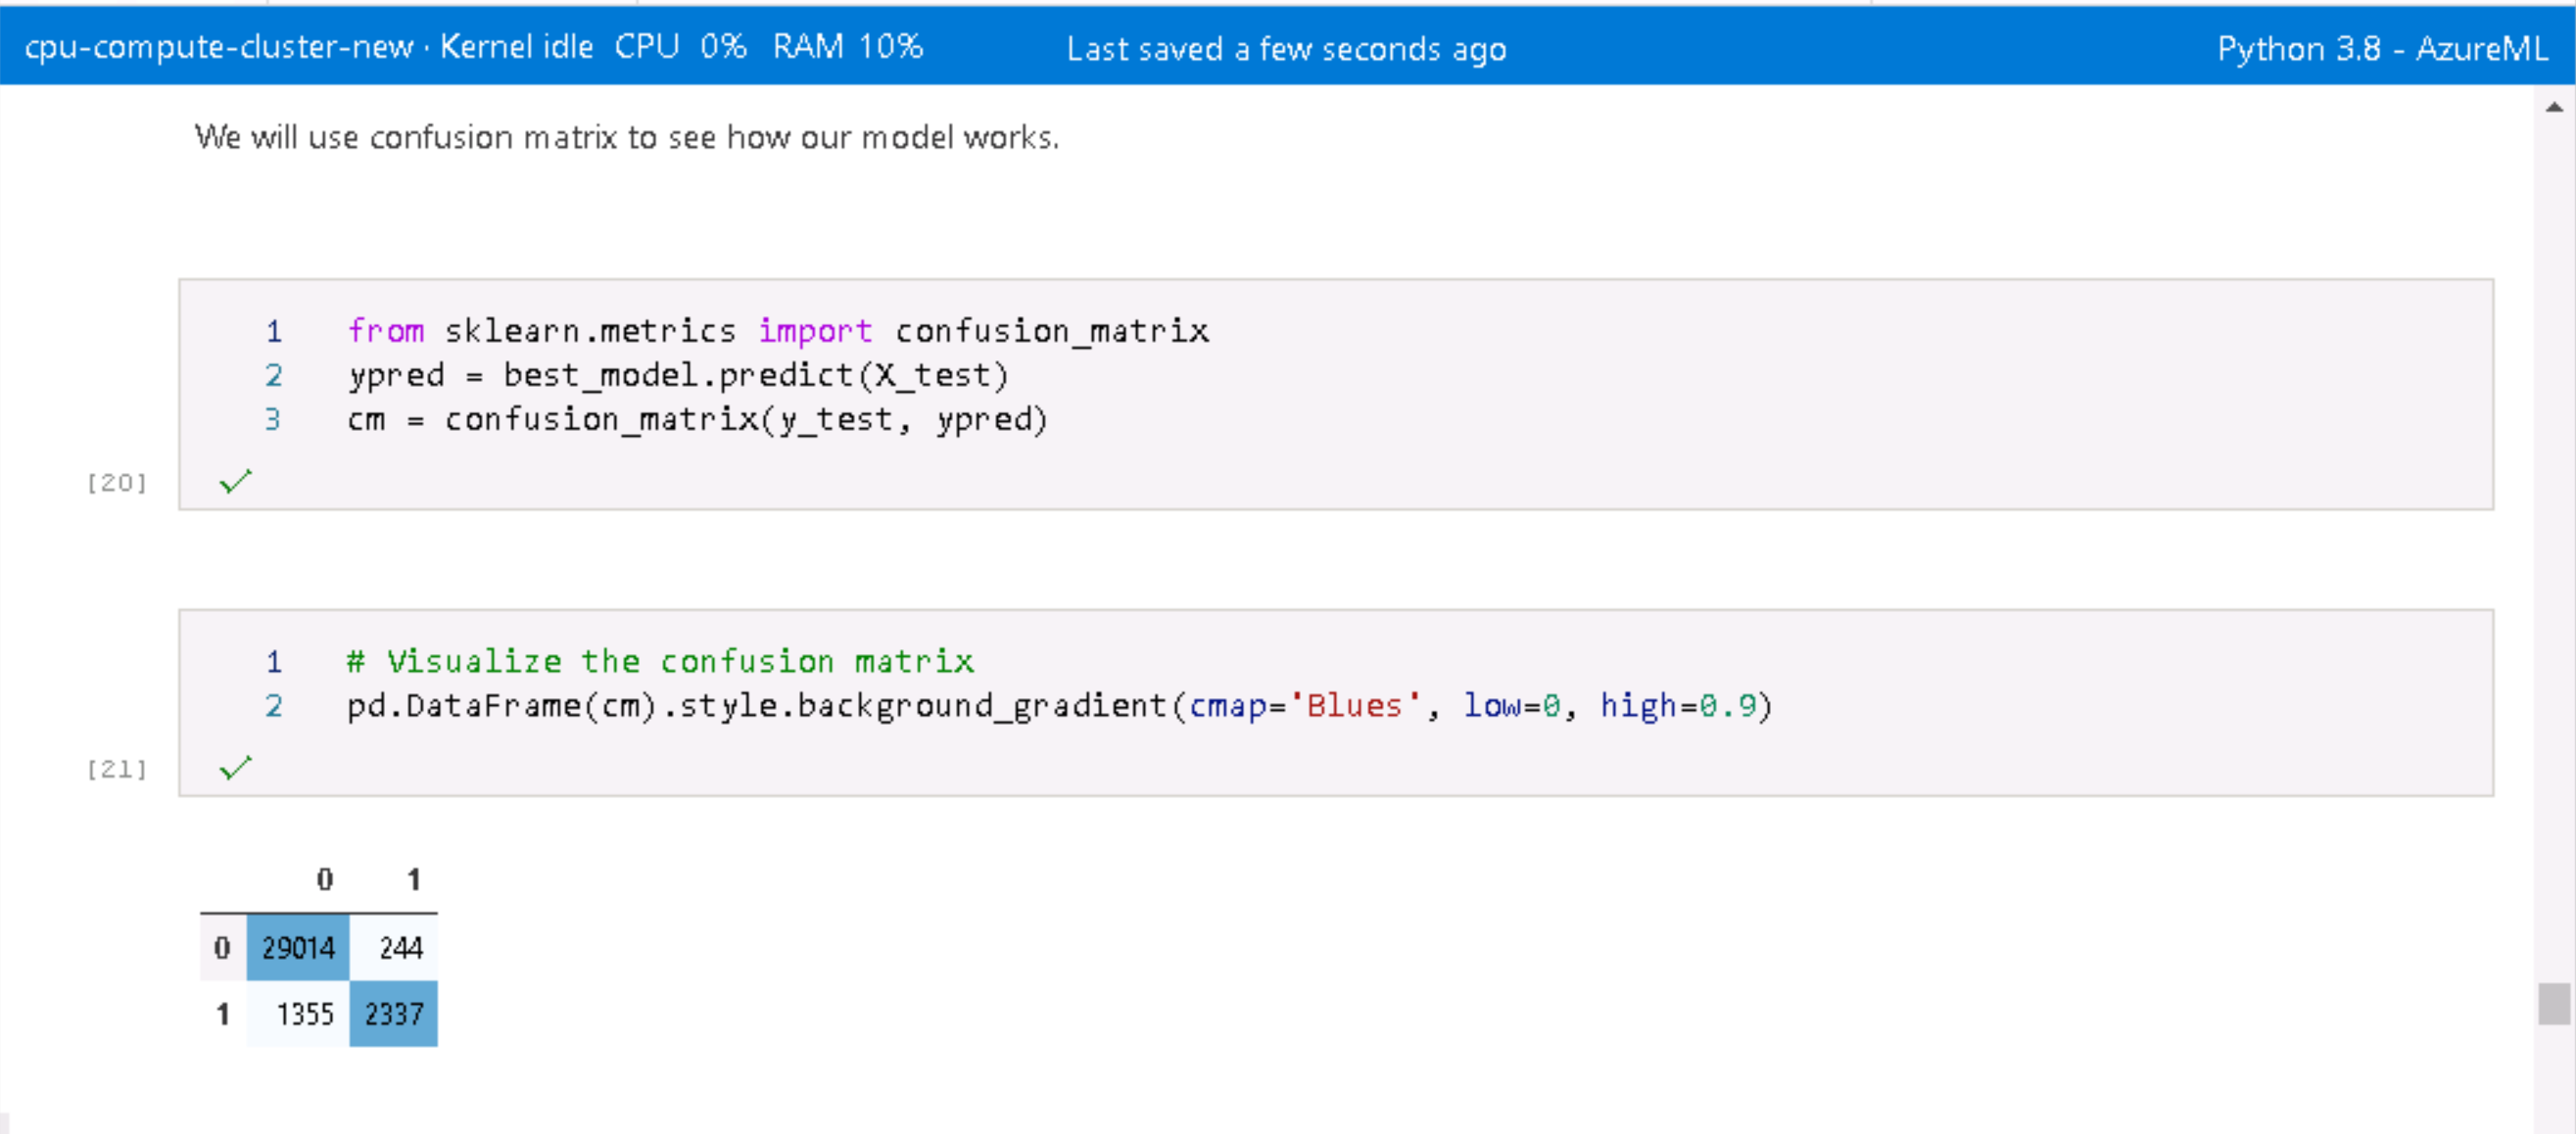 cpu-compute-cluster-new · Kernel idle CPU 0% RAM 10% Last saved a few seconds ago Python 3.8 - AzureML
We will use confusion matrix to see how our model works.
1 from sklearn.metrics import confusion_matrix
2 ypred = best_model.predict(X_test)
3 cm = confusion_matrix(y_test, ypred)
[20]
1 # Visualize the confusion matrix
2 pd.DataFrame(cm).style.background_gradient(cmap='Blues', low=0, high=0.9)
[21]
0 1
0 29014 244
1 1355 2337